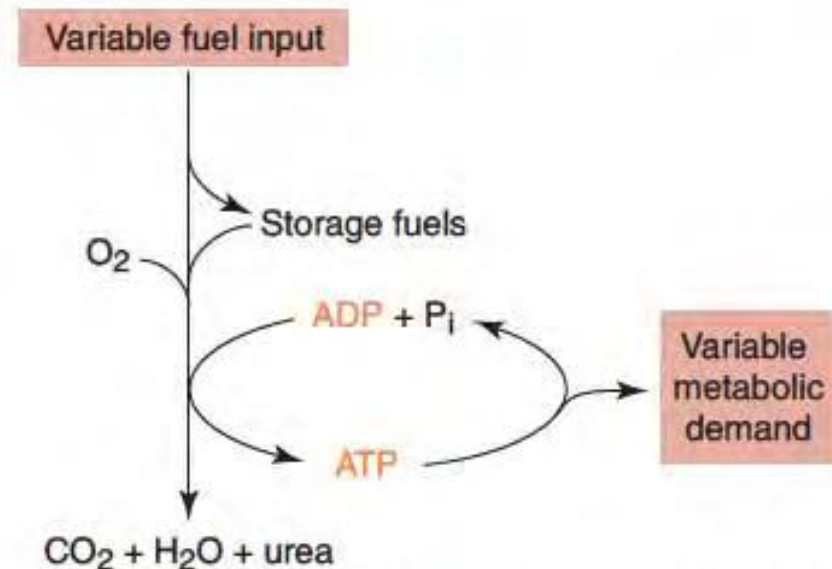 Variable fuel input
Storage fuels
O₂
ADP + Pᵢ
Variable
metabolic
demand
ATP
CO₂ + H₂O + urea